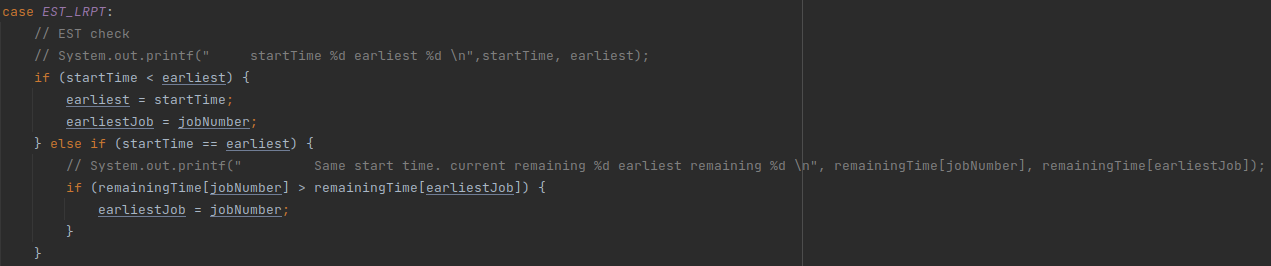 case EST_LRPT:
    // EST check
    // System.out.printf("     startTime %d earliest %d \n",startTime, earliest);
    if (startTime < earliest) {
        earliest = startTime;
        earliestJob = jobNumber;
    } else if (startTime == earliest) {
        // System.out.printf("         Same start time. current remaining %d earliest remaining %d \n", remainingTime[jobNumber], remainingTime[earliestJob]);
        if (remainingTime[jobNumber] > remainingTime[earliestJob]) {
            earliestJob = jobNumber;
        }
    }